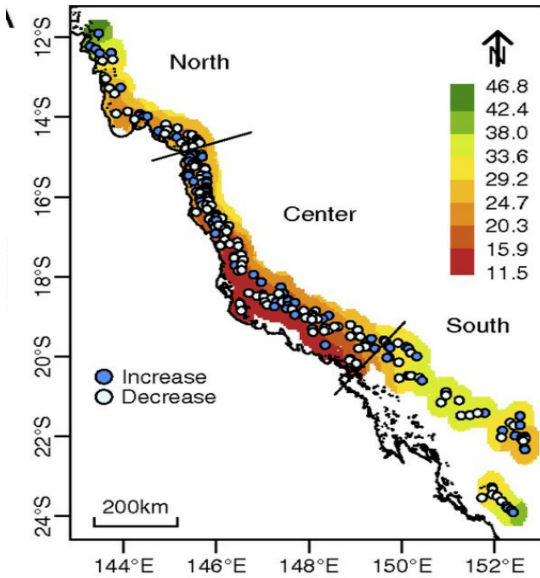 A
12°S
14°S
16°S
18°S
20°S
22°S
24°S
North
Center
South
N
46.8
42.4
38.0
33.6
29.2
24.7
20.3
15.9
11.5
Increase
Decrease
200km
144°E
146°E
148°E
150°E
152°E